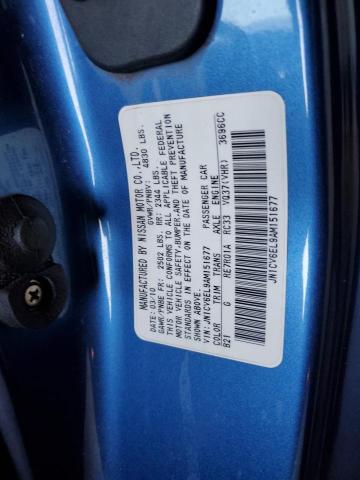 MANUFACTURED BY NISSAN MOTOR CO.,LTD.
DATE: 03/10 GVWR/PNBV: 4830 LBS.
GAWR/PNBE FR: 2502 LBS. RR: 2344 LBS.
THIS VEHICLE CONFORMS TO ALL APPLICABLE FEDERAL
MOTOR VEHICLE SAFETY,BUMPER,AND THEFT PREVENTION
STANDARDS IN EFFECT ON THE DATE OF MANUFACTURE
SHOWN ABOVE.
VIN: JN1CV6EL9AM151677 PASSENGER CAR
COLOR TRIM TRANS AXLE ENGINE
B21 G RE7R01A RC33 VQ37(VHR) 3696CC
JN1CV6EL9AM151677